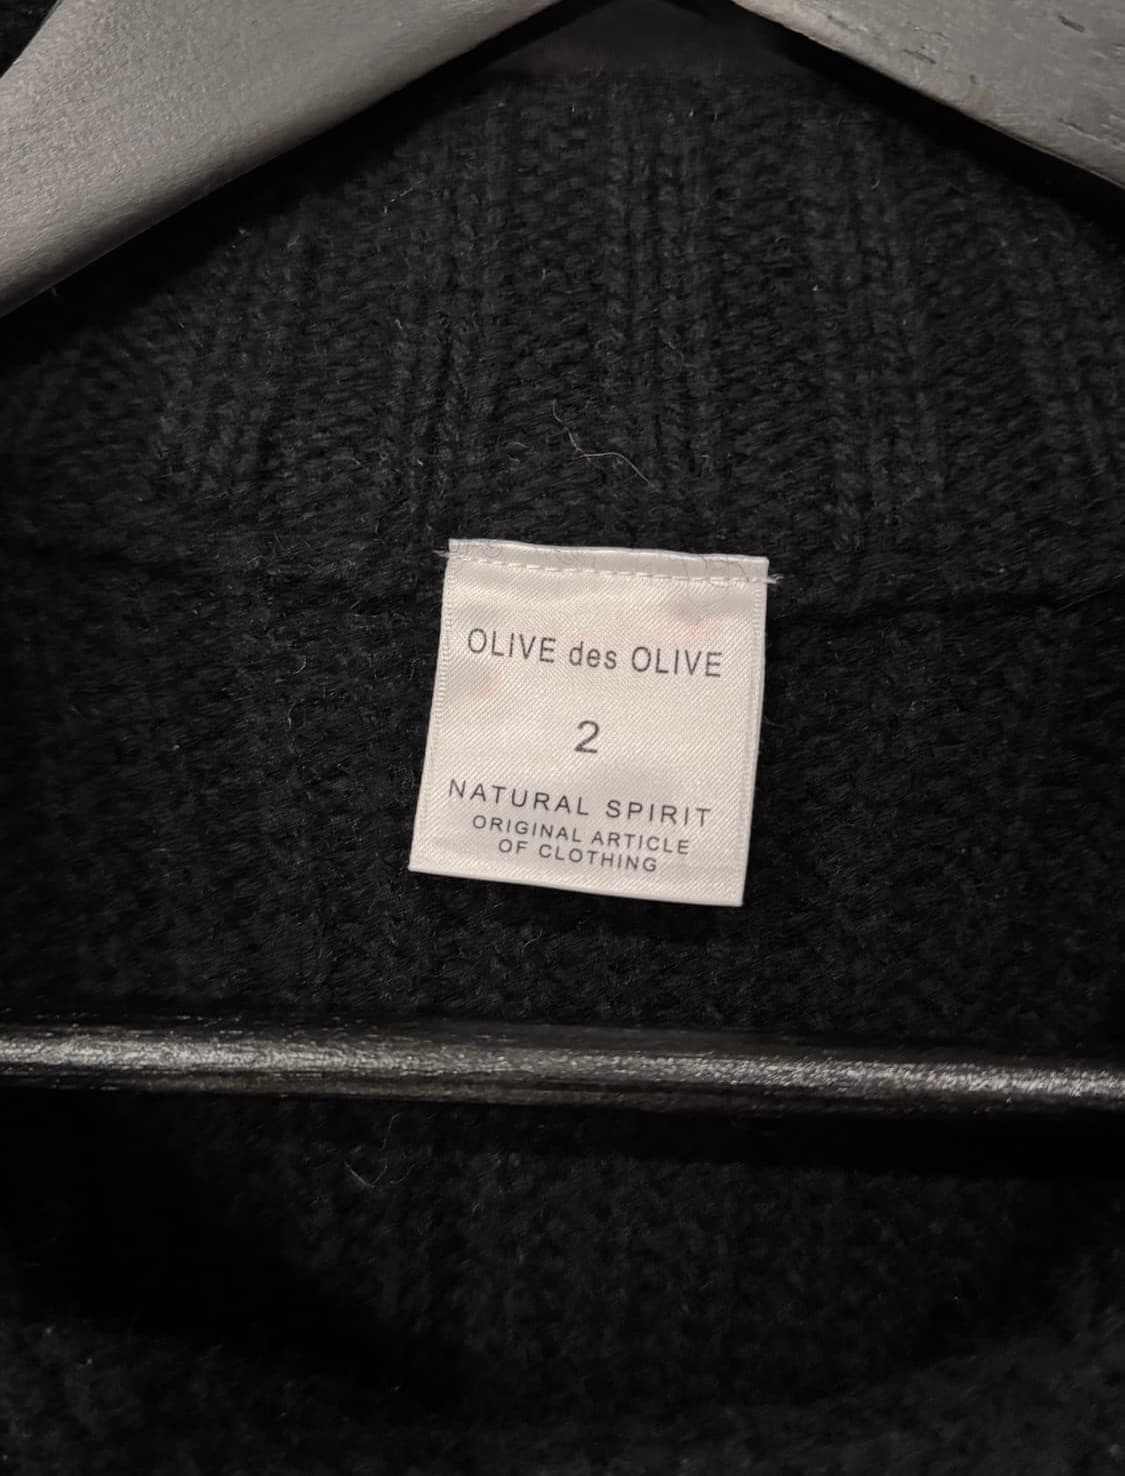 OLIVE des OLIVE
2
NATURAL SPIRIT
ORIGINAL ARTICLE
OF CLOTHING